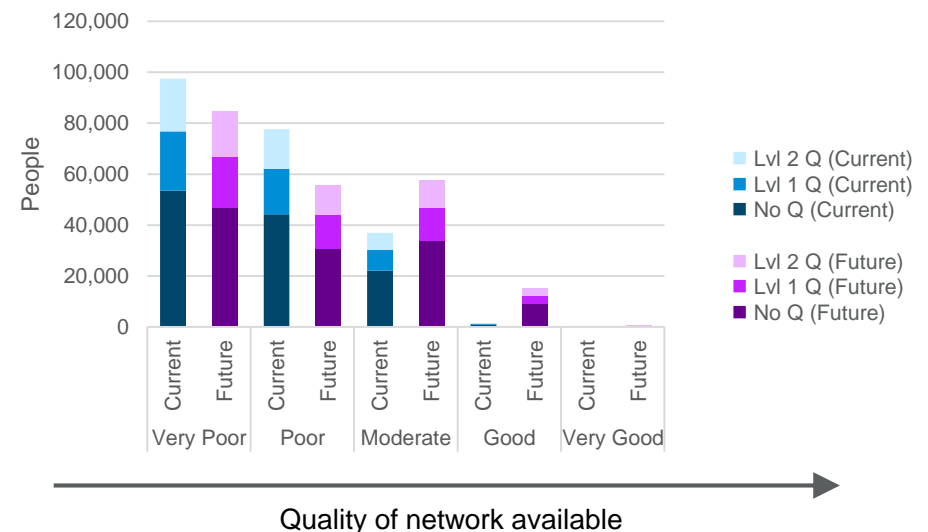 120,000
100,000
80,000
60,000
40,000
20,000
0
People
Current
Future
Current
Future
Current
Future
Current
Future
Current
Future
Very Poor
Poor
Moderate
Good
Very Good
Quality of network available
Lvl 2 Q (Current)
Lvl 1 Q (Current)
No Q (Current)
Lvl 2 Q (Future)
Lvl 1 Q (Future)
No Q (Future)